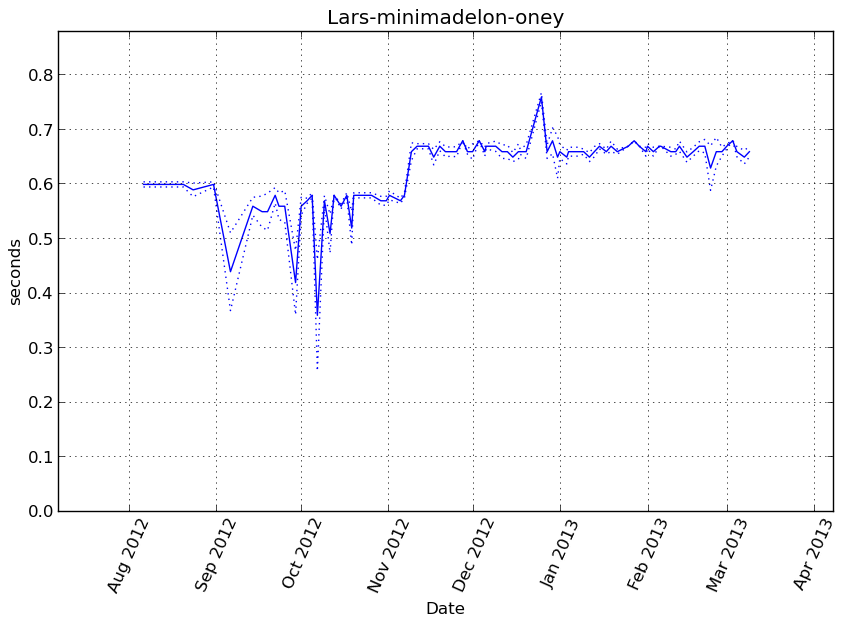 Lars-minimadelon-oney
0.8
0.7
0.6
0.5
0.4
0.3
0.2
0.1
0.0
seconds
Aug 2012
Sep 2012
Oct 2012
Nov 2012
Dec 2012
Jan 2013
Feb 2013
Mar 2013
Apr 2013
Date